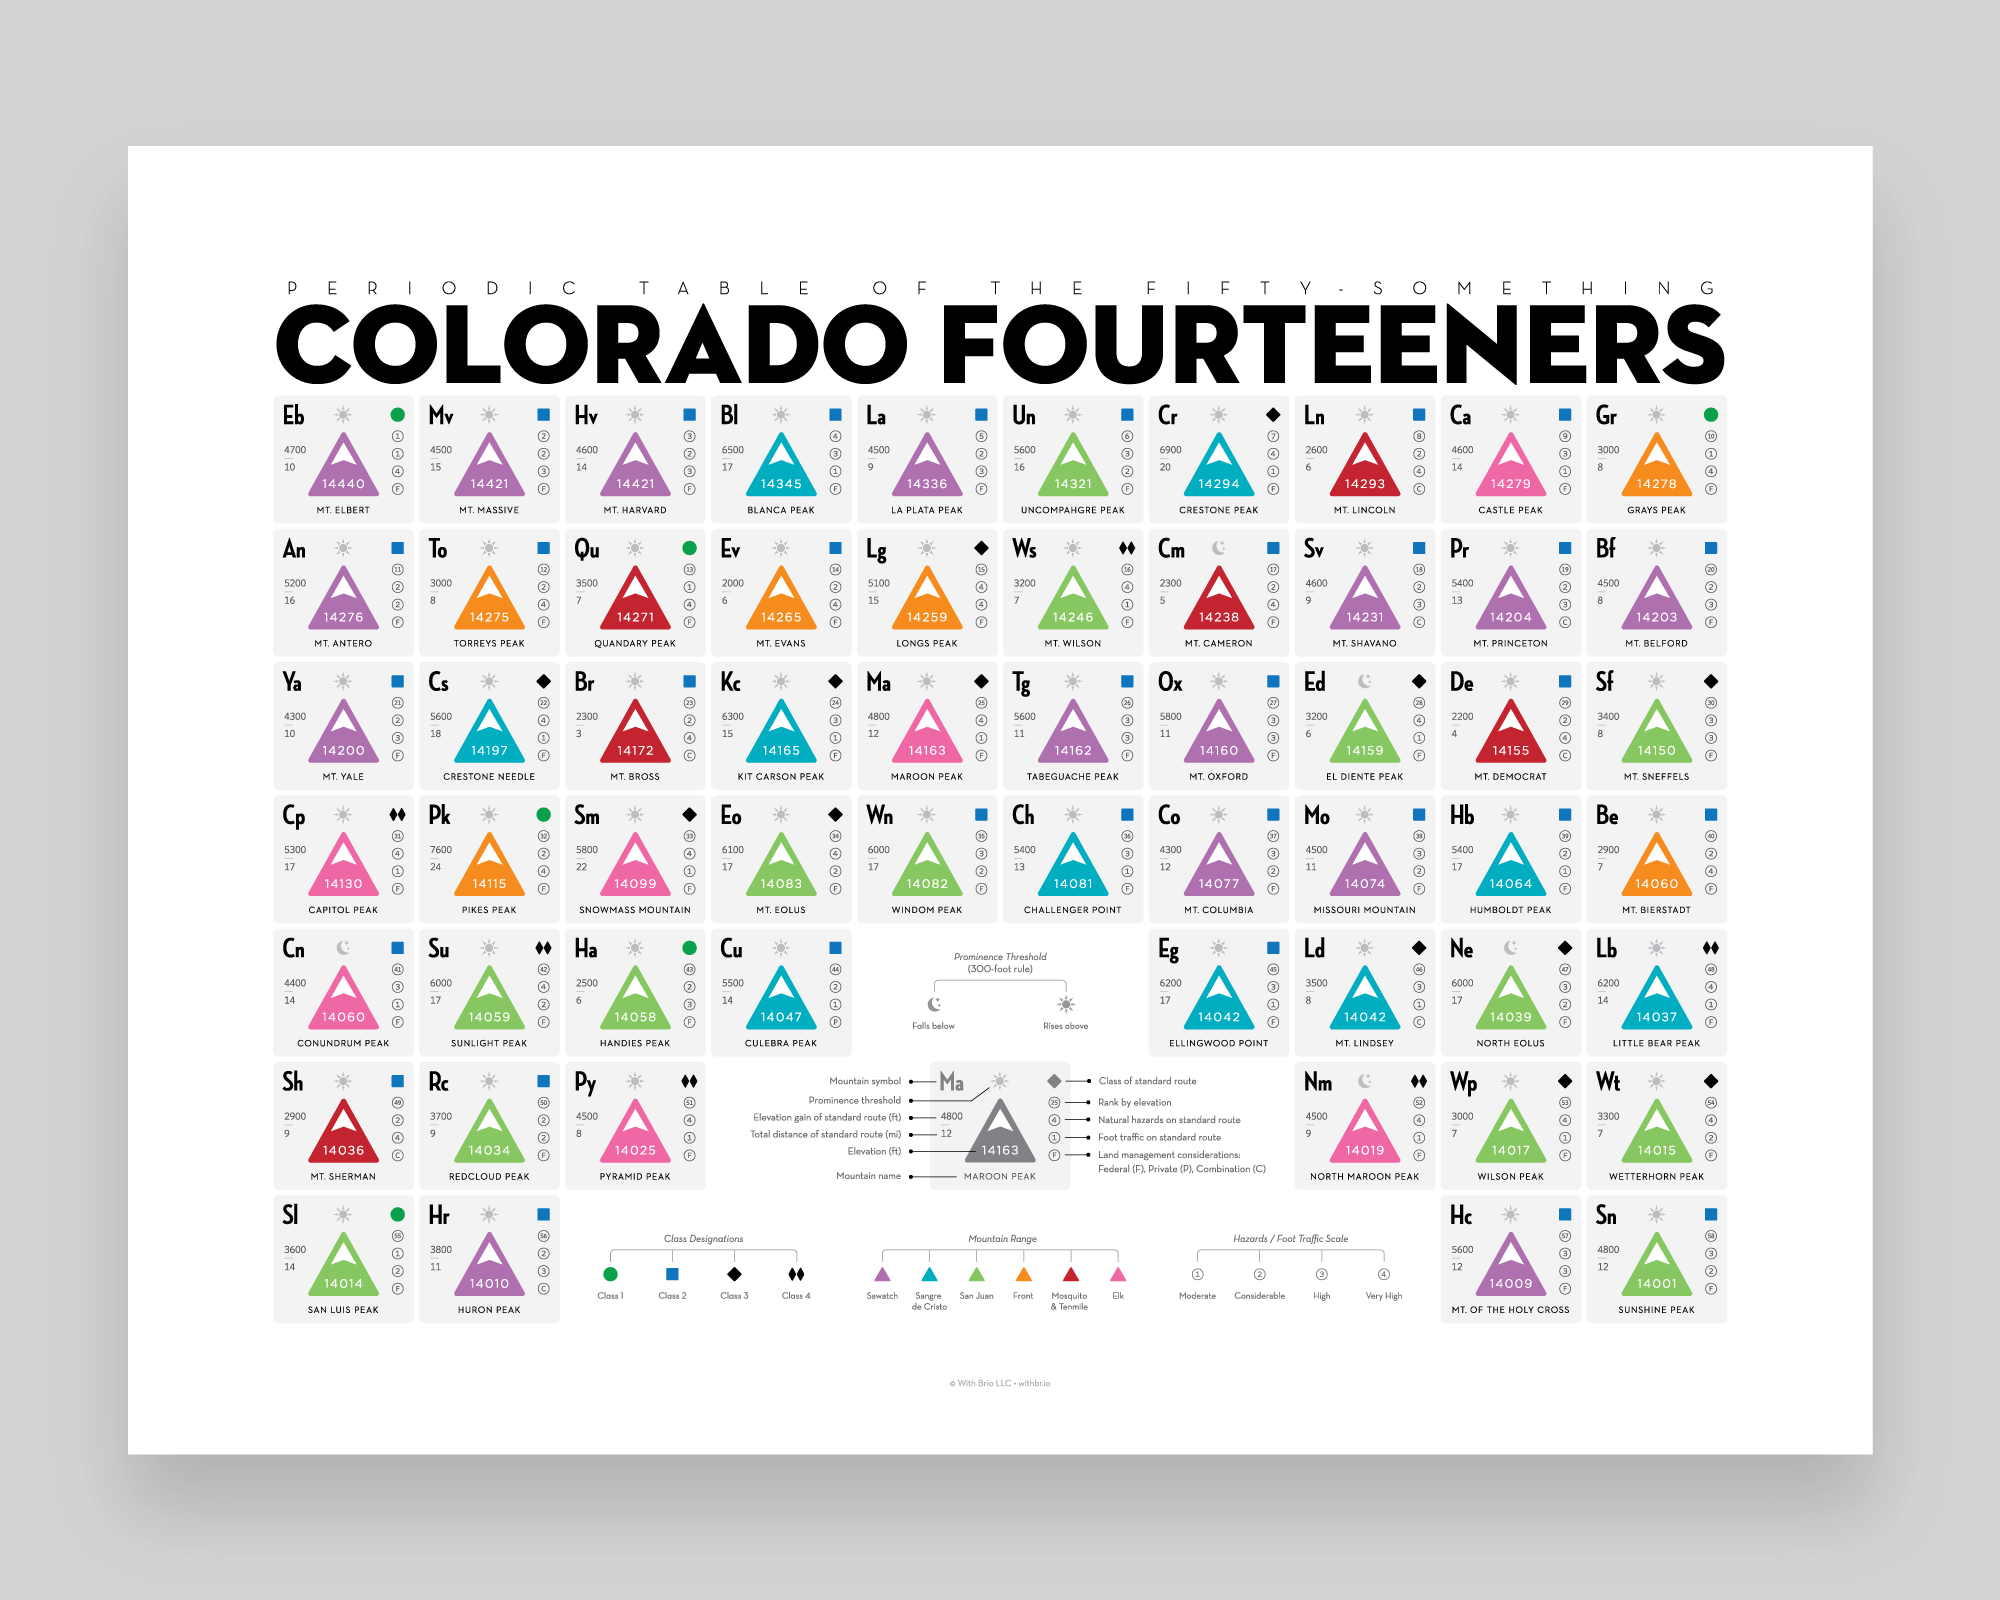 PERIODIC TABLE OF THE FIFTY-SOMETHING
COLORADO FOURTEENERS
Eb
4700
10
14440
1 1 4 F
MT. ELBERT
Mv
4500
15
14421
2 2 3 F
MT. MASSIVE
Hv
4600
14
14421
3 2 3 F
MT. HARVARD
Bl
6500
17
14345
4 3 1 F
BLANCA PEAK
La
4500
9
14336
5 2 3 F
LA PLATA PEAK
Un
5600
16
14321
6 3 2 F
UNCOMPAHGRE PEAK
Cr
6900
20
14294
7 4 1 F
CRESTONE PEAK
Ln
2600
6
14293
8 2 4 C
MT. LINCOLN
Ca
4600
14
14279
9 3 1 F
CASTLE PEAK
Gr
3000
8
14278
10 1 4 F
GRAYS PEAK
An
5200
16
14276
11 2 2 F
MT. ANTERO
To
3000
8
14275
12 2 4 F
TORREYS PEAK
Qu
3500
7
14271
13 1 4 F
QUANDARY PEAK
Ev
2000
6
14265
14 2 4 F
MT. EVANS
Lg
5100
15
14259
15 4 4 F
LONGS PEAK
Ws
3200
7
14246
16 4 1 F
MT. WILSON
Cm
2300
5
14238
17 2 4 F
MT. CAMERON
Sv
4600
9
14231
18 2 3 C
MT. SHAVANO
Pr
5400
13
14204
19 2 3 C
MT. PRINCETON
Bf
4500
8
14203
20 2 3 F
MT. BELFORD
Ya
4300
10
14200
21 2 3 F
MT. YALE
Cs
5600
18
14197
22 4 1 F
CRESTONE NEEDLE
Br
2300
3
14172
23 2 4 C
MT. BROSS
Kc
6300
15
14165
24 3 1 F
KIT CARSON PEAK
Ma
4800
12
14163
25 4 1 F
MAROON PEAK
Tg
5600
11
14162
26 3 3 F
TABEGUACHE PEAK
Ox
5800
11
14160
27 3 3 F
MT. OXFORD
Ed
3200
6
14159
28 4 1 F
EL DIENTE PEAK
De
2200
4
14155
29 2 4 C
MT. DEMOCRAT
Sf
3400
8
14150
30 3 3 F
MT. SNEFFELS
Cp
5300
17
14130
31 4 1 F
CAPITOL PEAK
Pk
7600
24
14115
32 2 4 F
PIKES PEAK
Sm
5800
22
14099
33 4 1 F
SNOWMASS MOUNTAIN
Eo
6100
17
14083
34 4 2 F
MT. EOLUS
Wn
6000
17
14082
35 3 2 F
WINDOM PEAK
Ch
5400
13
14081
36 3 1 F
CHALLENGER POINT
Co
4300
12
14077
37 3 2 F
MT. COLUMBIA
Mo
4500
11
14074
38 3 2 F
MISSOURI MOUNTAIN
Hb
5400
17
14064
39 2 1 F
HUMBOLDT PEAK
Be
2900
7
14060
40 2 4 F
MT. BIERSTADT
Cn
4400
14
14060
41 3 1 F
CONUNDRUM PEAK
Su
6000
17
14059
42 4 2 F
SUNLIGHT PEAK
Ha
2500
6
14058
43 2 3 F
HANDIES PEAK
Cu
5500
14
14047
44 2 1 P
CULEBRA PEAK
Prominence Threshold
(300-foot rule)
Falls below
Rises above
Eg
6200
17
14042
45 3 1 F
ELLINGWOOD POINT
Ld
3500
8
14042
46 3 1 C
MT. LINDSEY
Ne
6000
17
14039
47 3 2 F
NORTH EOLUS
Lb
6200
14
14037
48 4 1 F
LITTLE BEAR PEAK
Sh
2900
9
14036
49 2 4 C
MT. SHERMAN
Rc
3700
9
14034
50 2 2 F
REDCLOUD PEAK
Py
4500
8
14025
51 4 1 F
PYRAMID PEAK
Mountain symbol
Prominence threshold
Elevation gain of standard route (ft)
Total distance of standard route (mi)
Elevation (ft)
Mountain name
Ma
4800
12
14163
25 4 1 F
MAROON PEAK
Class of standard route
Rank by elevation
Natural hazards on standard route
Foot traffic on standard route
Land management considerations:
Federal (F), Private (P), Combination (C)
Nm
4500
9
14019
52 4 1 F
NORTH MAROON PEAK
Wp
3000
7
14017
53 4 1 F
WILSON PEAK
Wt
3300
7
14015
54 4 2 F
WETTERHORN PEAK
Sl
3600
14
14014
55 1 2 F
SAN LUIS PEAK
Hr
3800
11
14010
56 2 3 C
HURON PEAK
Class Designations
Class 1
Class 2
Class 3
Class 4
Mountain Range
Sawatch
Sangre
de Cristo
San Juan
Front
Mosquito
& Tenmile
Elk
Hazards / Foot Traffic Scale
1 2 3 4
Moderate
Considerable
High
Very High
Hc
5600
12
14009
57 3 3 F
MT. OF THE HOLY CROSS
Sn
4800
12
14001
58 3 2 F
SUNSHINE PEAK
© With Brio LLC • withbr.io